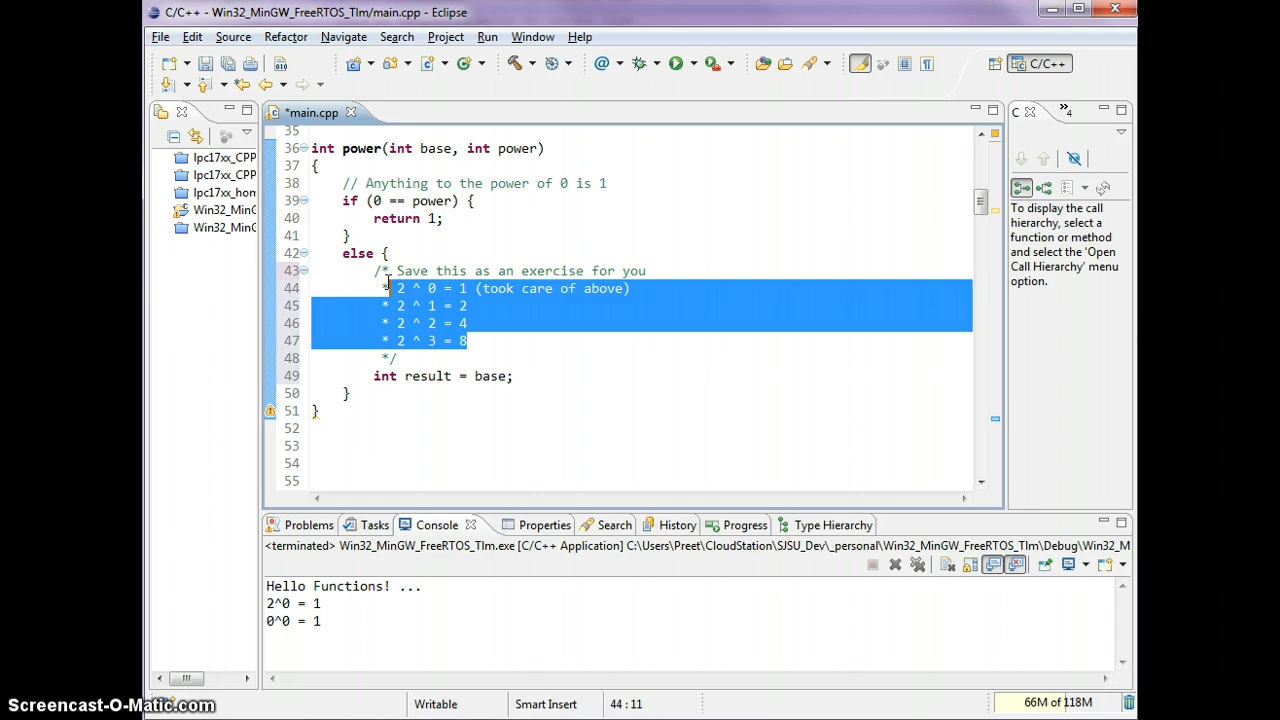 C/C++ - Win32_MinGW_FreeRTOS_Tlm/main.cpp - Eclipse
File Edit Source Refactor Navigate Search Project Run Window Help
C/C++
*main.cpp
C
4
35
36 int power(int base, int power)
37 {
38 // Anything to the power of 0 is 1
39 if (0 == power) {
40 return 1;
41 }
42 else {
43 /* Save this as an exercise for you
44 * 2 ^ 0 = 1 (took care of above)
45 * 2 ^ 1 = 2
46 * 2 ^ 2 = 4
47 * 2 ^ 3 = 8
48 */
49 int result = base;
50 }
51 }
52
53
54
55
lpc17xx_CPP
lpc17xx_CPP
lpc17xx_hom
Win32_MinG
Win32_MinG
To display the call
hierarchy, select a
function or method
and select the 'Open
Call Hierarchy' menu
option.
Problems Tasks Console Properties Search History Progress Type Hierarchy
<terminated> Win32_MinGW_FreeRTOS_Tlm.exe [C/C++ Application] C:\Users\Preet\CloudStation\SJSU_Dev\_personal\Win32_MinGW_FreeRTOS_Tlm\Debug\Win32_M
Hello Functions! ...
2^0 = 1
0^0 = 1
Writable Smart Insert 44 : 11 66M of 118M
Screencast-O-Matic.com